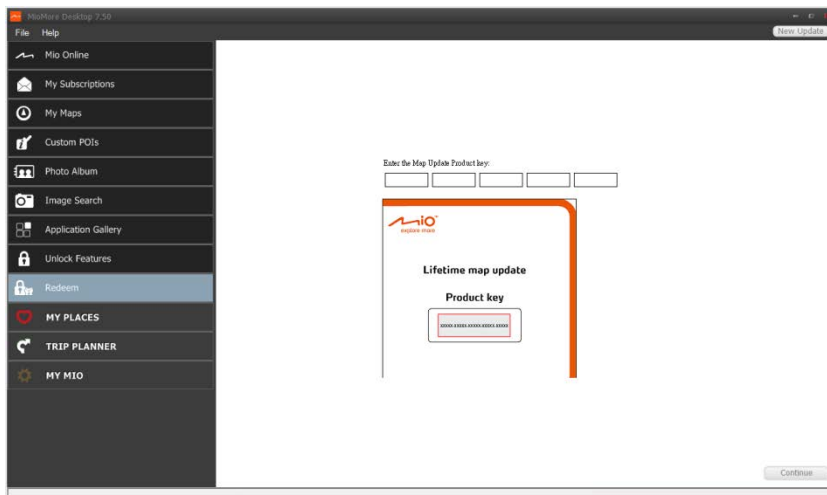 MioMore Desktop 7.50
File Help
New Update
Mio Online
My Subscriptions
My Maps
Custom POIs
Photo Album
Image Search
Application Gallery
Unlock Features
Redeem
MY PLACES
TRIP PLANNER
MY MIO
Enter the Map Update Product key:
Mio
explore more
Lifetime map update
Product key
xxxxx-xxxxx-xxxxx-xxxxx-xxxxx
Continue